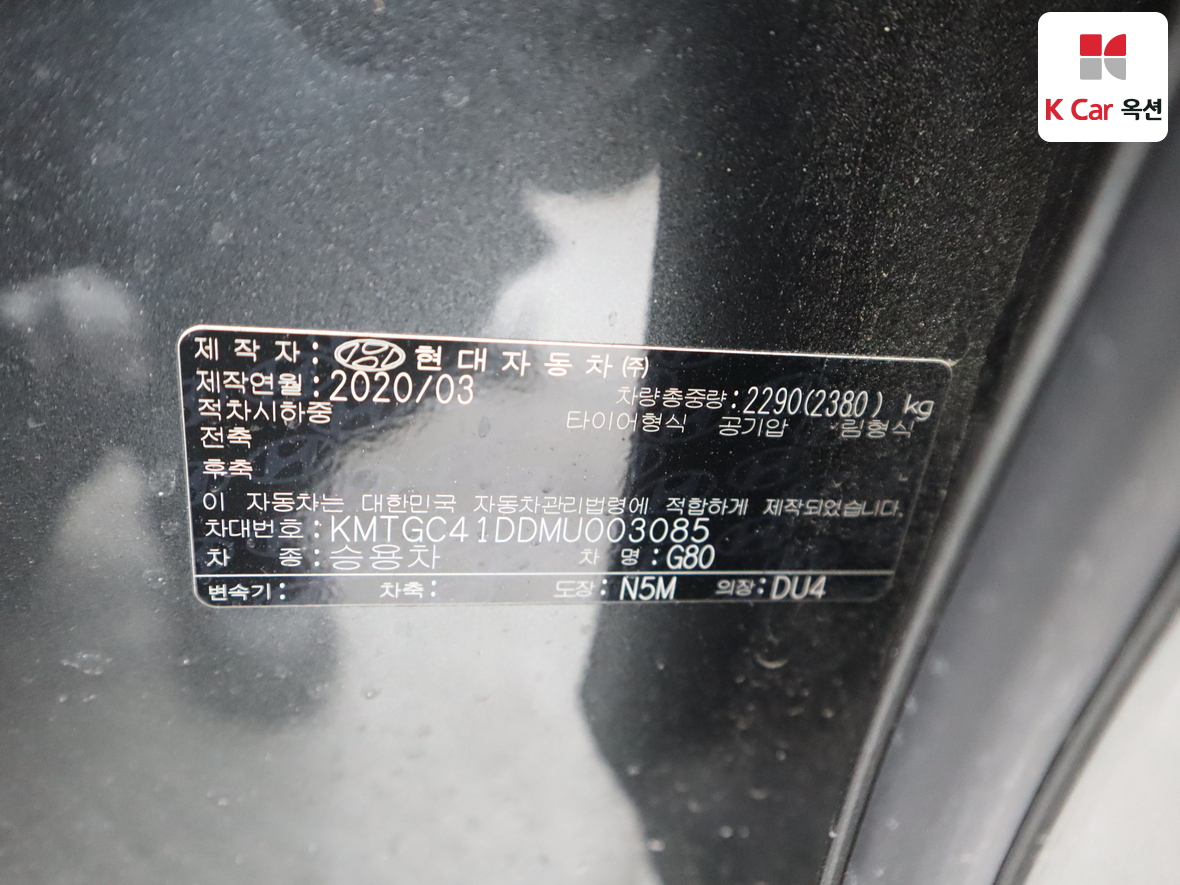 K Car 옥션
제 작 자 : 현 대 자 동 차 ㈜
제작연월 : 2020/03 차량총중량 : 2290(2380) kg
적차시하중 타이어형식 공기압 림형식
전축
후축
이 자동차는 대한민국 자동차관리법령에 적합하게 제작되었습니다.
차대번호 : KMTGC41DDMU003085
차 종 : 승용차 차 명 : G80
변속기 : 차축 : 도장 : N5M 의장 : DU4